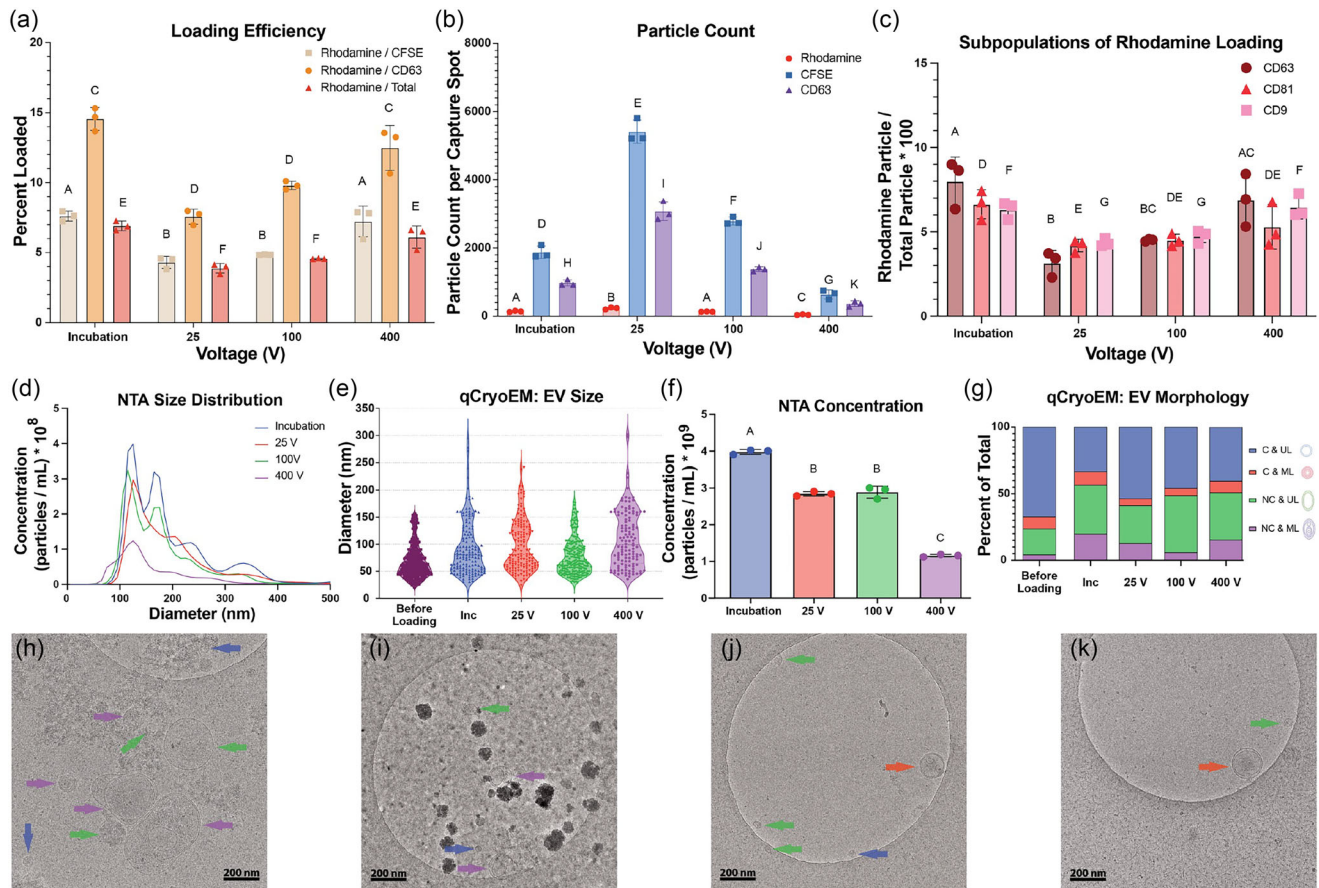 (a)
Loading Efficiency
Rhodamine / CFSE
Rhodamine / CD63
Rhodamine / Total
Percent Loaded
20
15
10
5
0
A
C
E
B
D
F
B
D
F
A
C
E
Incubation 25 100 400
Voltage (V)
(b)
Particle Count
Rhodamine
CFSE
CD63
Particle Count per Capture Spot
8000
6000
4000
2000
0
A
D
H
B
E
I
A
F
J
C
G
K
Incubation 25 100 400
Voltage (V)
(c)
Subpopulations of Rhodamine Loading
CD63
CD81
CD9
Rhodamine Particle /
Total Particle * 100
15
10
5
0
A
D
F
B
E
G
BC
DE
G
AC
DE
F
Incubation 25 100 400
Voltage (V)
(d)
NTA Size Distribution
Incubation
25 V
100V
400 V
Concentration
(particles / mL) * 10⁸
5
4
3
2
1
0
0 100 200 300 400 500
Diameter (nm)
(e)
qCryoEM: EV Size
Diameter (nm)
350
300
250
200
150
100
50
0
Before
Loading
Inc 25 V 100 V 400 V
(f)
NTA Concentration
Concentration
(particles / mL) * 10⁹
5
4
3
2
1
0
A
B
B
C
Incubation 25 V 100 V 400 V
(g)
qCryoEM: EV Morphology
Percent of Total
100
80
60
40
20
0
Before
Loading
Inc 25 V 100 V 400 V
C & UL
C & ML
NC & UL
NC & ML
(h)
200 nm
(i)
200 nm
(j)
200 nm
(k)
200 nm